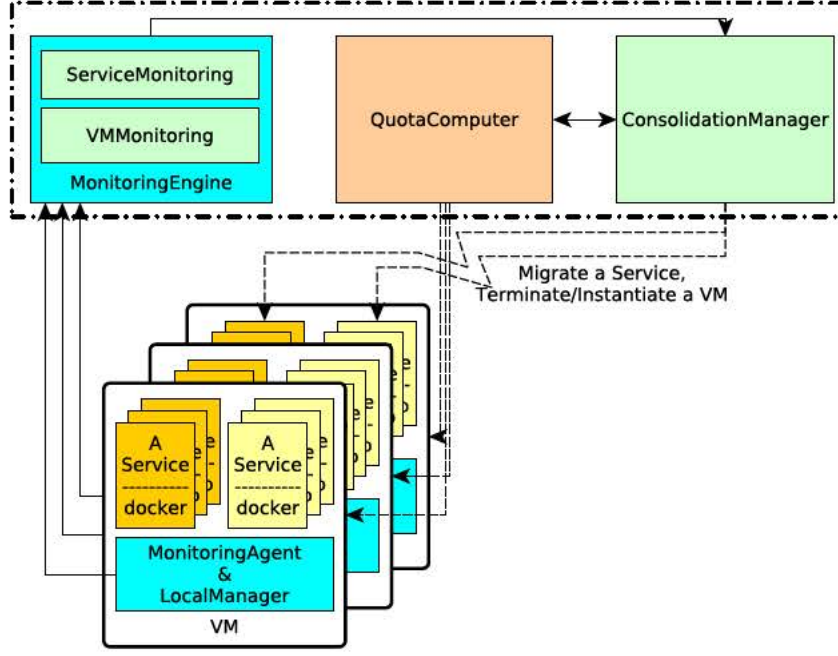 ServiceMonitoring
VMMonitoring
MonitoringEngine
QuotaComputer
ConsolidationManager
Migrate a Service,
Terminate/Instantiate a VM
A
Service
----------
docker
A
Service
----------
docker
MonitoringAgent
&
LocalManager
VM